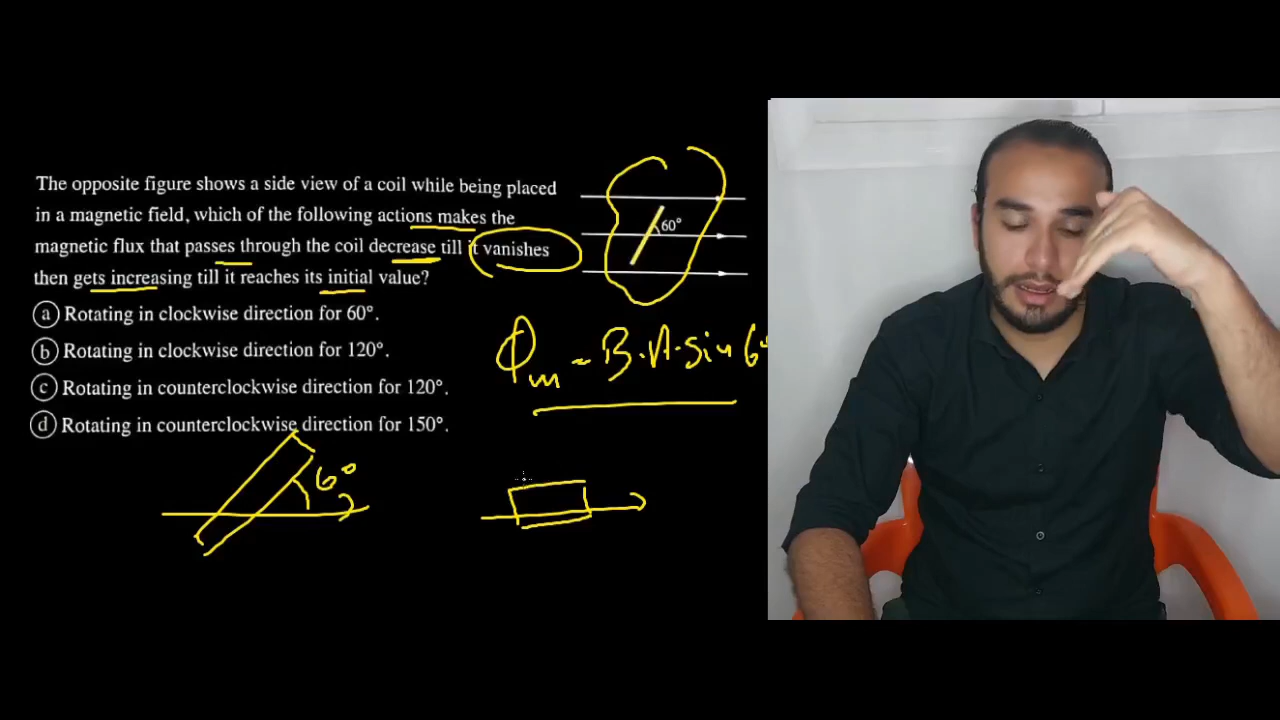 The opposite figure shows a side view of a coil while being placed
in a magnetic field, which of the following actions makes the
magnetic flux that passes through the coil decrease till it vanishes
then gets increasing till it reaches its initial value?
a Rotating in clockwise direction for 60°.
b Rotating in clockwise direction for 120°.
c Rotating in counterclockwise direction for 120°.
d Rotating in counterclockwise direction for 150°.
60°
Φm = B.A.sin 60
60